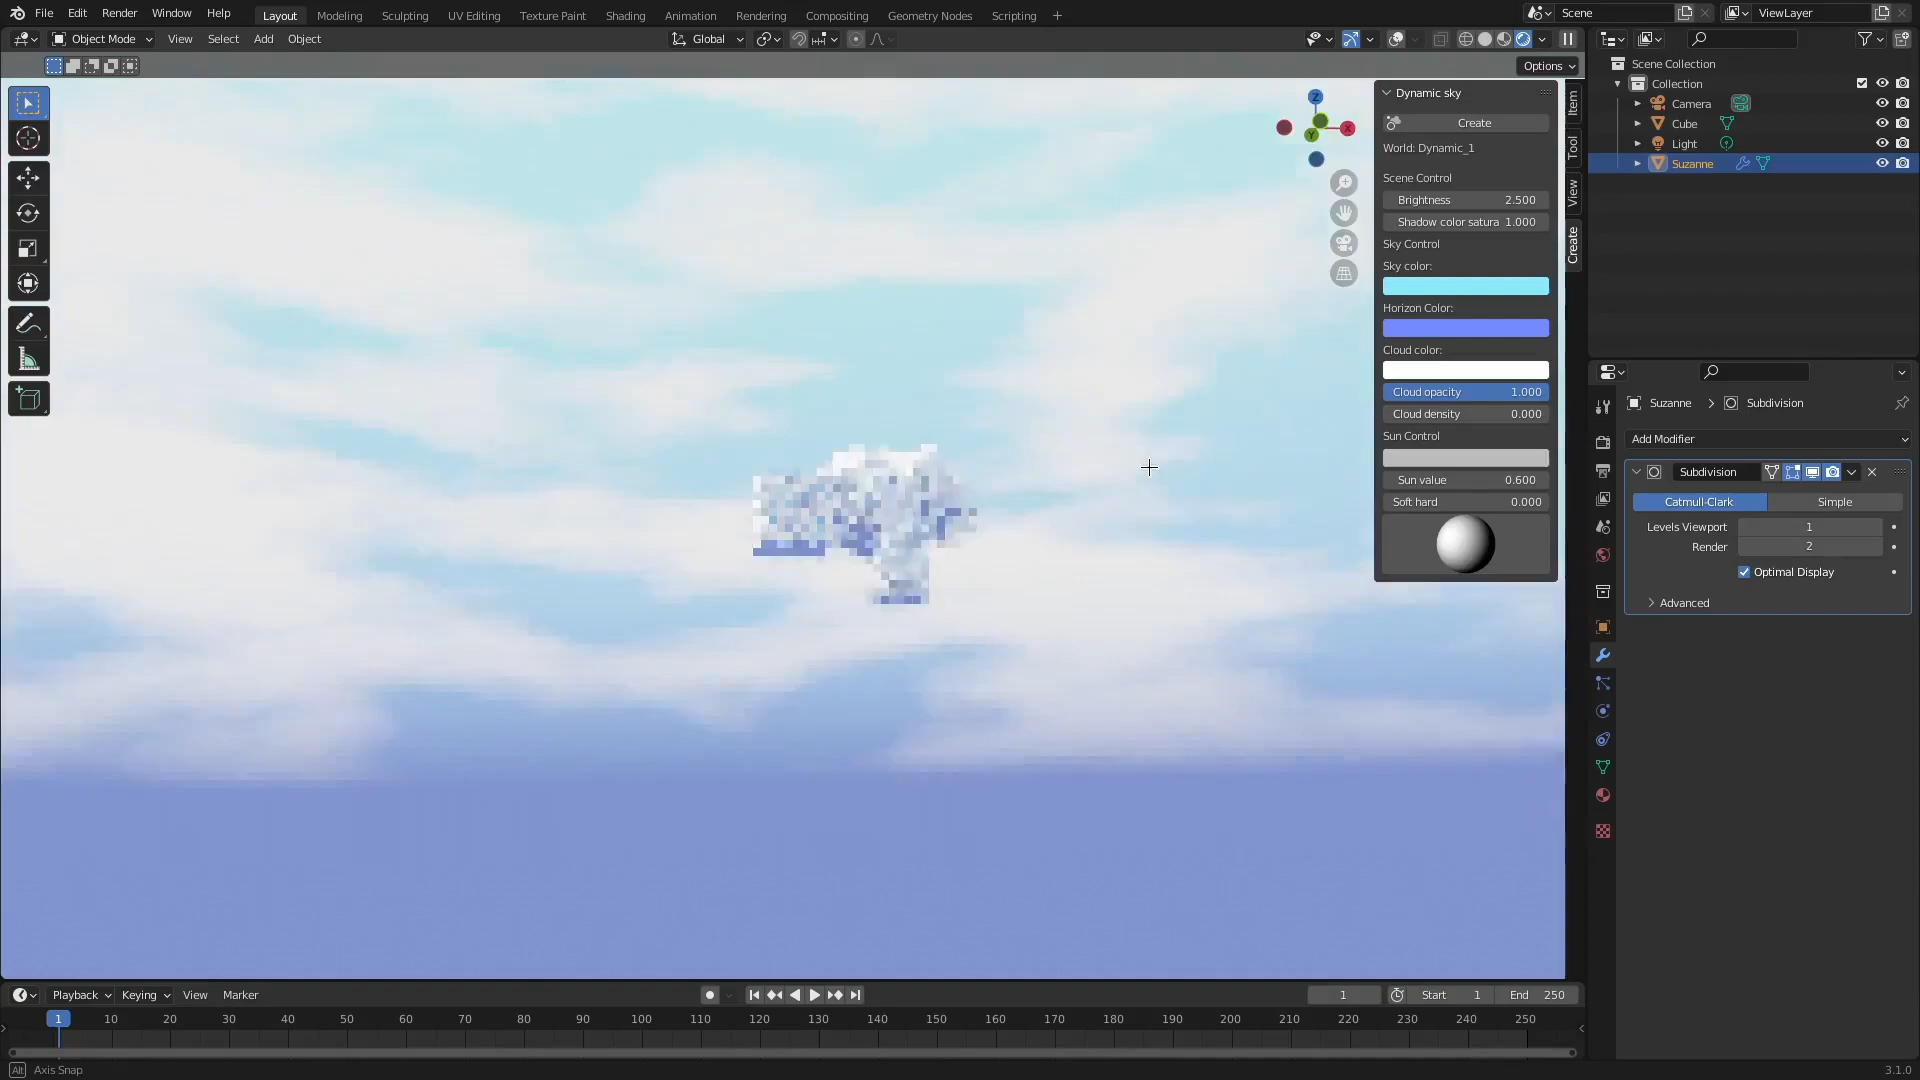 File Edit Render Window Help Layout Modeling Sculpting UV Editing Texture Paint Shading Animation Rendering Compositing Geometry Nodes Scripting + Scene ViewLayer
Object Mode View Select Add Object Global
Options
Z
X
Y
Dynamic sky
Create
World: Dynamic_1
Scene Control
Brightness 2.500
Shadow color satura 1.000
Sky Control
Sky color:
Horizon Color:
Cloud color:
Cloud opacity 1.000
Cloud density 0.000
Sun Control
Sun value 0.600
Soft hard 0.000
Item
Tool
View
Create
Scene Collection
Collection
Camera
Cube
Light
Suzanne
Suzanne > Subdivision
Add Modifier
Subdivision
Catmull-Clark Simple
Levels Viewport 1
Render 2
Optimal Display
> Advanced
Playback Keying View Marker 1 Start 1 End 250
1 10 20 30 40 50 60 70 80 90 100 110 120 130 140 150 160 170 180 190 200 210 220 230 240 250
Alt Axis Snap 3.1.0